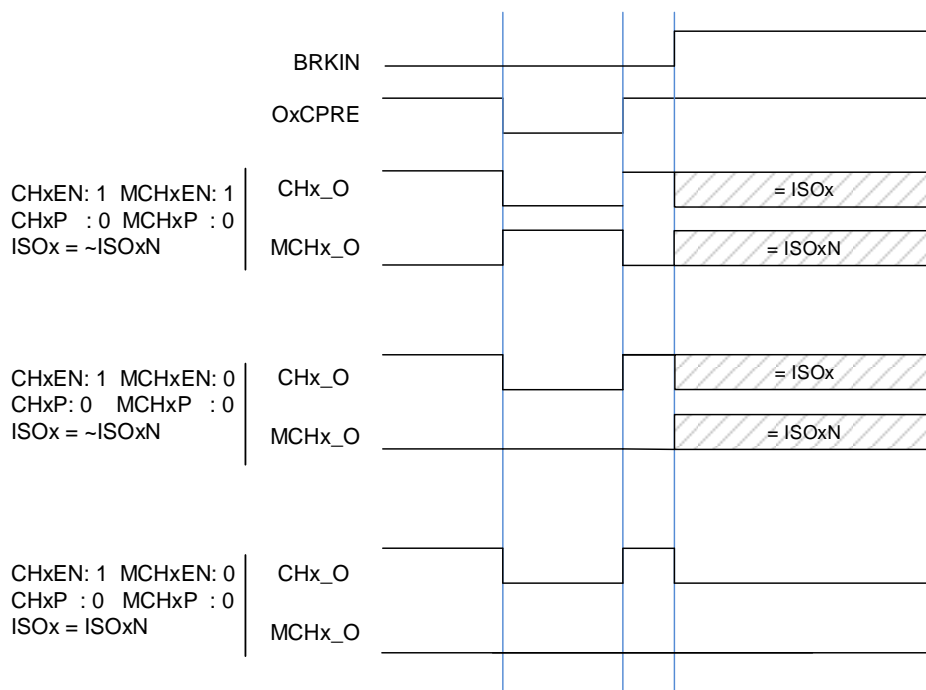 BRKIN
OxCPRE
CHxEN: 1 MCHxEN: 1
CHxP : 0 MCHxP : 0
ISOx = ~ISOxN
CHx_O
= ISOx
MCHx_O
= ISOxN
CHxEN: 1 MCHxEN: 0
CHxP: 0 MCHxP : 0
ISOx = ~ISOxN
CHx_O
= ISOx
MCHx_O
= ISOxN
CHxEN: 1 MCHxEN: 0
CHxP : 0 MCHxP : 0
ISOx = ISOxN
CHx_O
MCHx_O